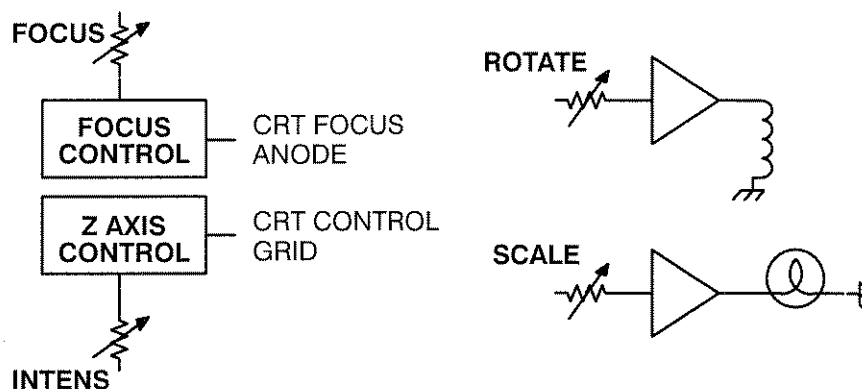 FOCUS
FOCUS
CONTROL
CRT FOCUS
ANODE
Z AXIS
CONTROL
CRT CONTROL
GRID
INTENS
ROTATE
SCALE